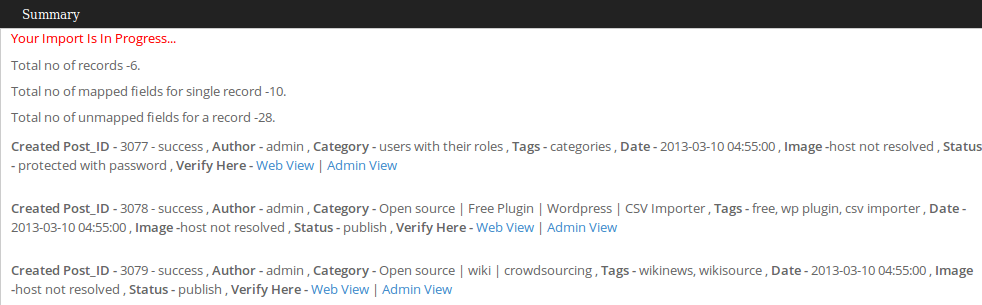 Summary
Your Import Is In Progress...
Total no of records -6.
Total no of mapped fields for single record -10.
Total no of unmapped fields for a record -28.
Created Post_ID - 3077 - success , Author - admin , Category - users with their roles , Tags - categories , Date - 2013-03-10 04:55:00 , Image -host not resolved , Status
- protected with password , Verify Here - Web View | Admin View
Created Post_ID - 3078 - success , Author - admin , Category - Open source | Free Plugin | Wordpress | CSV Importer , Tags - free, wp plugin, csv importer , Date -
2013-03-10 04:55:00 , Image -host not resolved , Status - publish , Verify Here - Web View | Admin View
Created Post_ID - 3079 - success , Author - admin , Category - Open source | wiki | crowdsourcing , Tags - wikinews, wikisource , Date - 2013-03-10 04:55:00 , Image
-host not resolved , Status - publish , Verify Here - Web View | Admin View